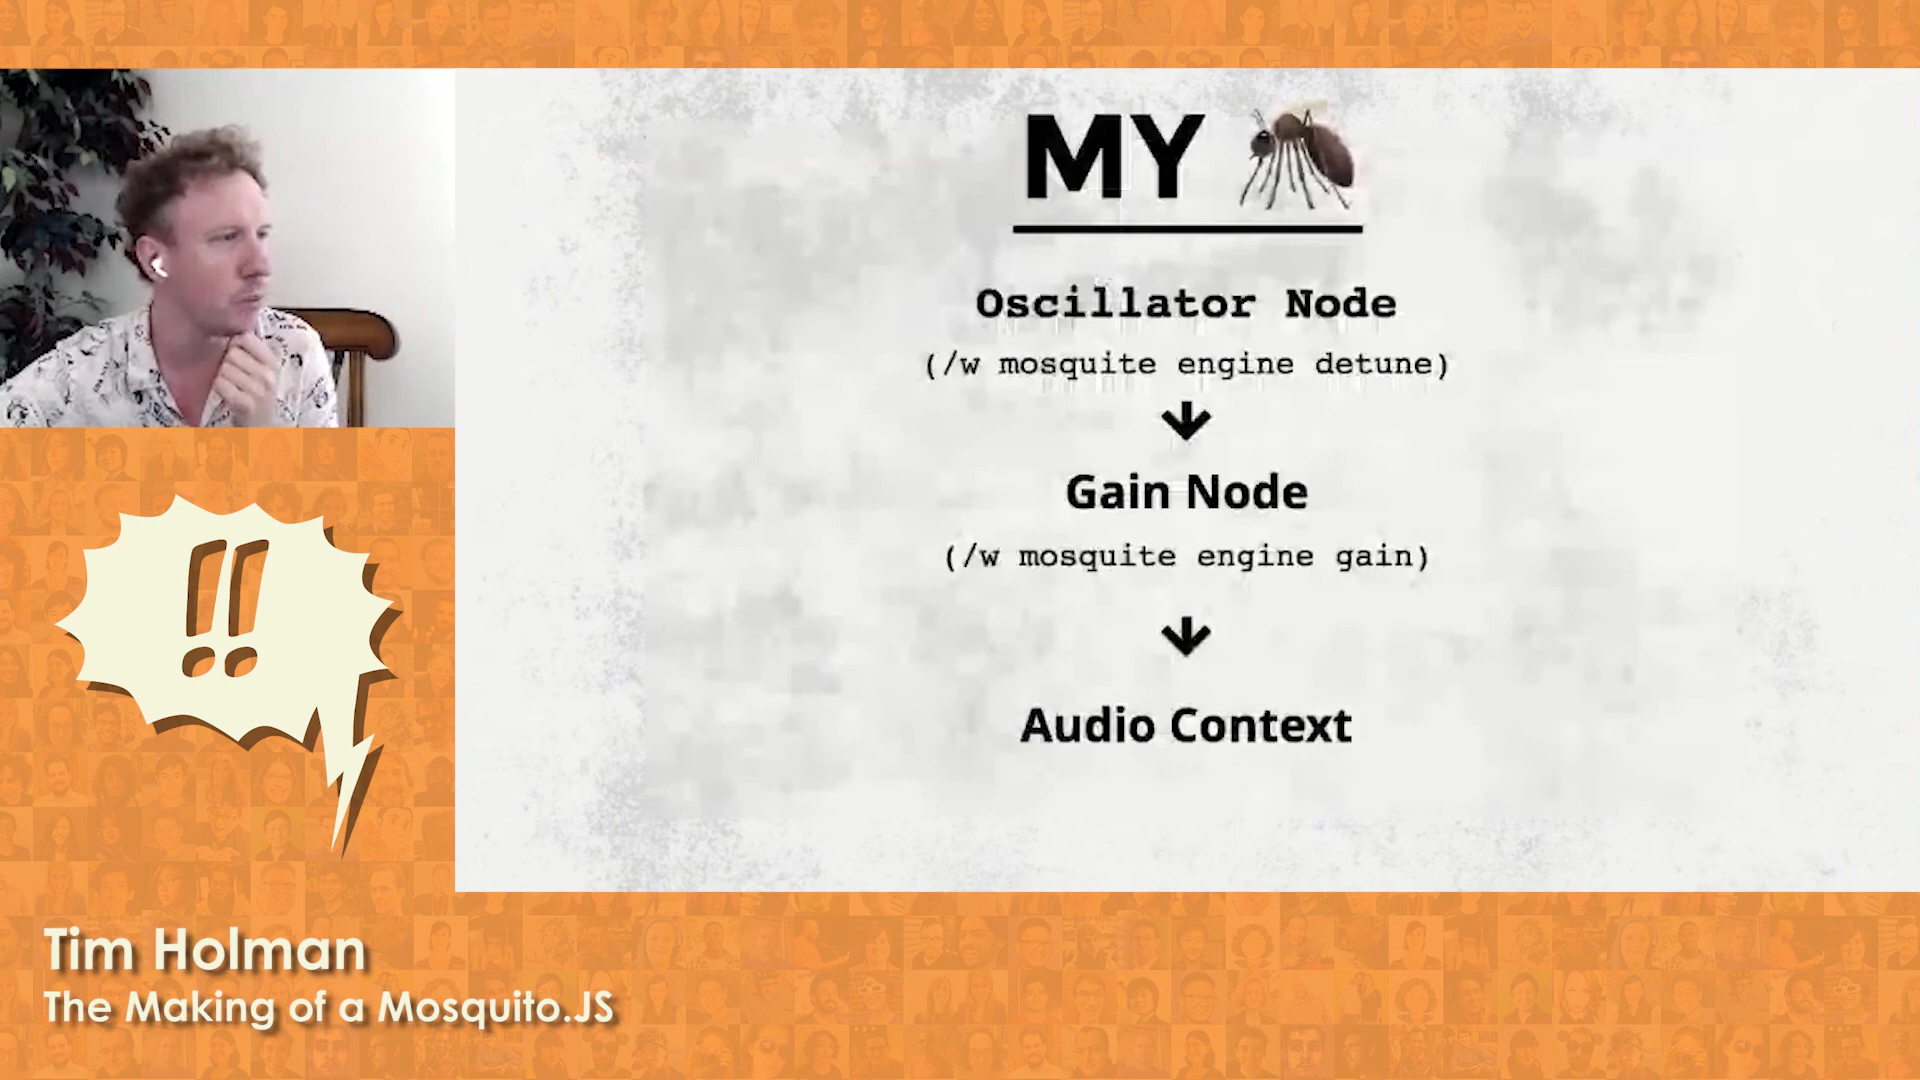 MY
Oscillator Node
(/w mosquite engine detune)
Gain Node
(/w mosquite engine gain)
Audio Context
!!
Tim Holman
The Making of a Mosquito.JS